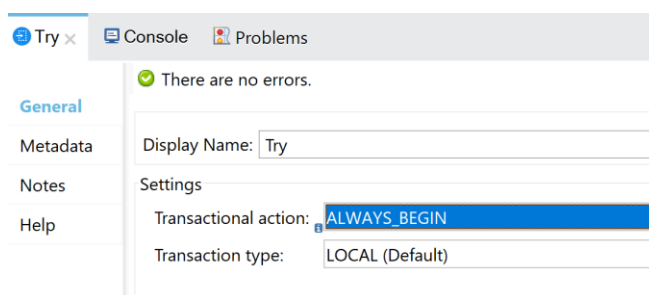 Try Console Problems
There are no errors.
General
Metadata
Display Name: Try
Notes
Settings
Help
Transactional action: ALWAYS_BEGIN
Transaction type: LOCAL (Default)